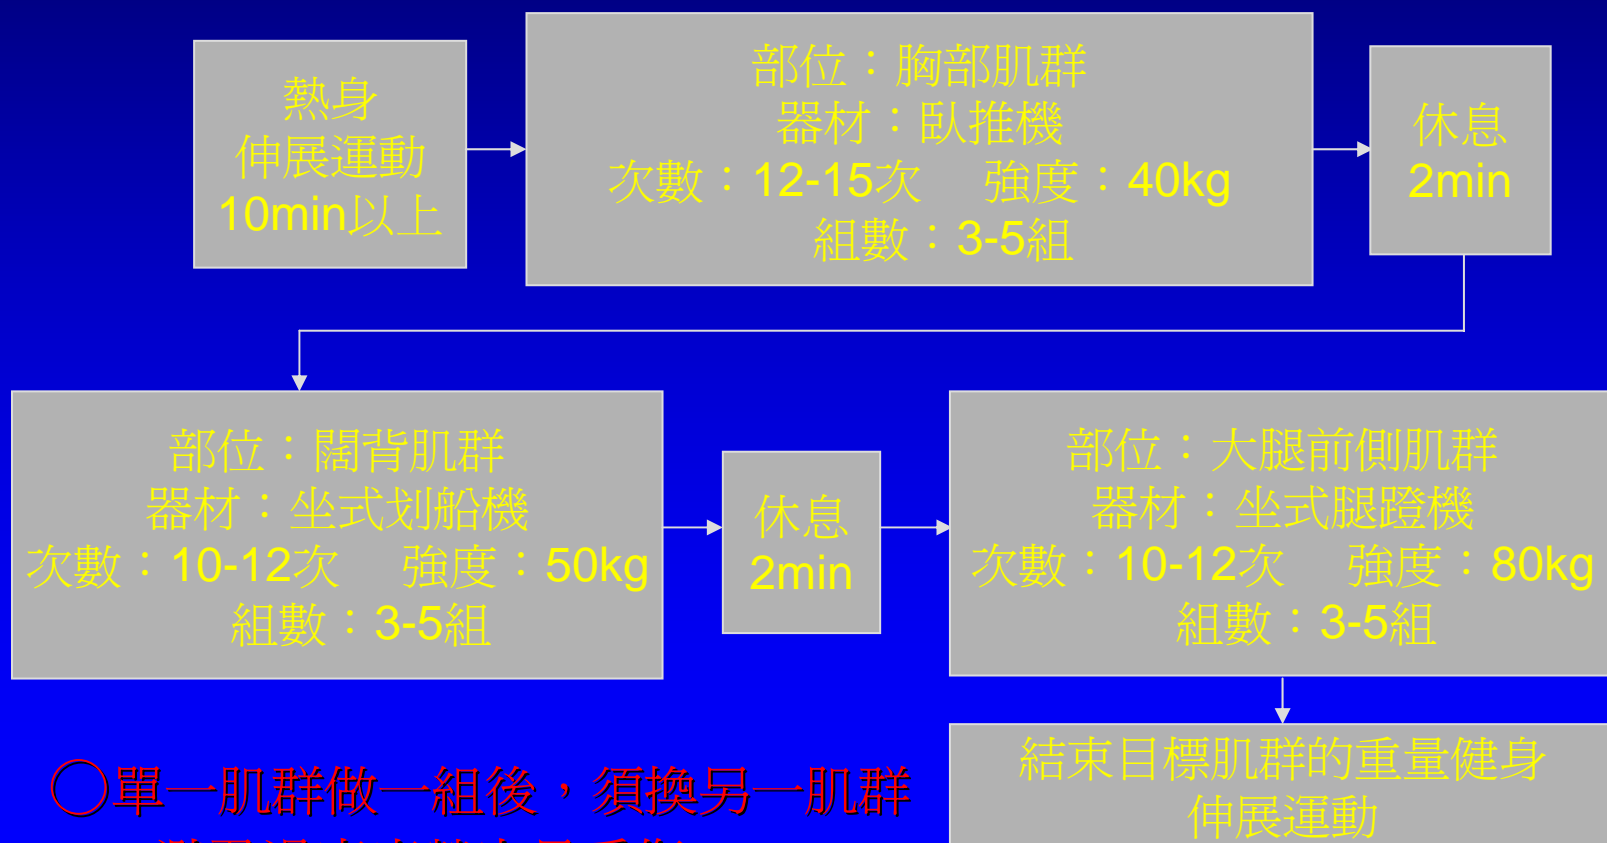 熱身
伸展運動
10min以上
部位：胸部肌群
器材：臥推機
次數：12-15次 強度：40kg
組數：3-5組
休息
2min
部位：闊背肌群
器材：坐式划船機
次數：10-12次 強度：50kg
組數：3-5組
休息
2min
部位：大腿前側肌群
器材：坐式腿蹬機
次數：10-12次 強度：80kg
組數：3-5組
結束目標肌群的重量健身
伸展運動
◯單一肌群做一組後，須換另一肌群